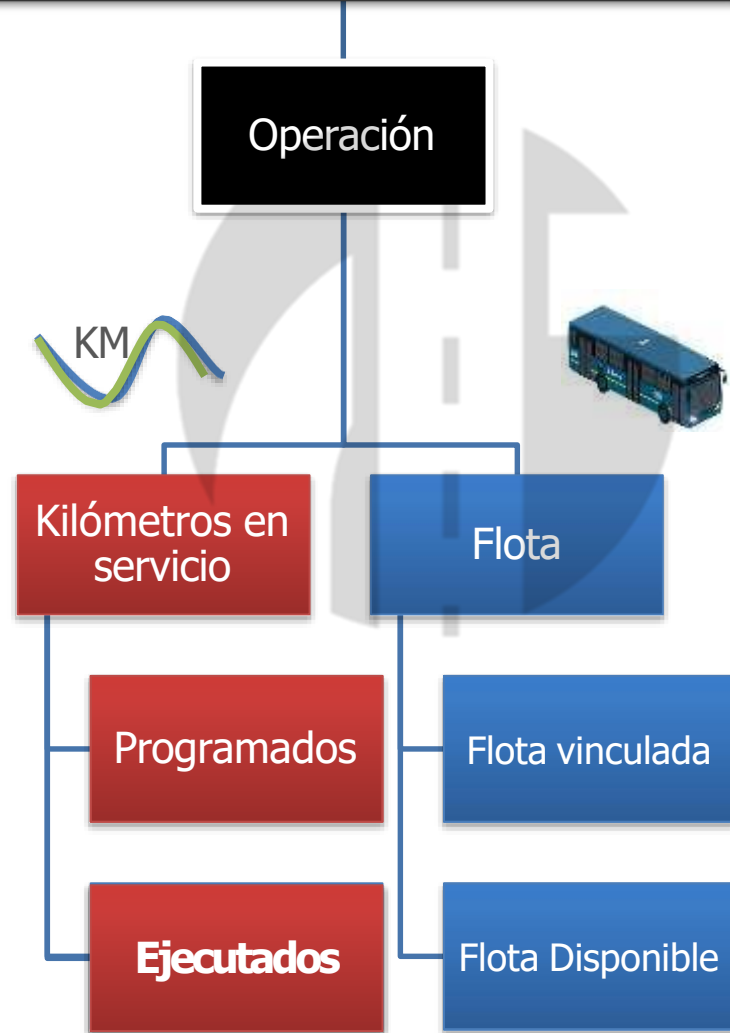 Operación
KM
Kilómetros en
servicio
Flota
Programados
Flota vinculada
Ejecutados
Flota Disponible